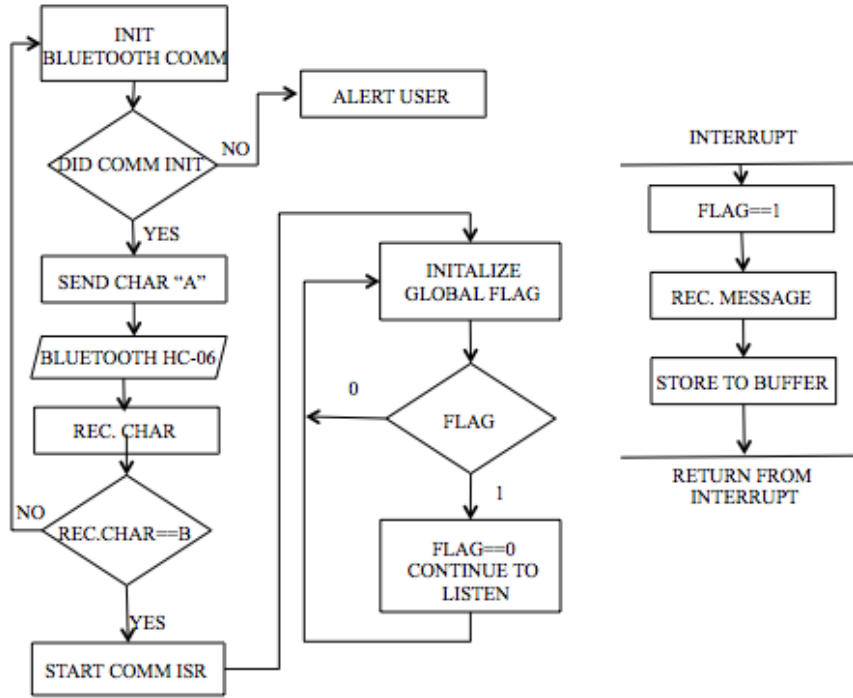 INIT
BLUETOOTH COMM
ALERT USER
DID COMM INIT
NO
YES
SEND CHAR “A”
BLUETOOTH HC-06
REC. CHAR
REC.CHAR==B
NO
YES
START COMM ISR
INITALIZE
GLOBAL FLAG
0
FLAG
1
FLAG==0
CONTINUE TO
LISTEN
INTERRUPT
FLAG==1
REC. MESSAGE
STORE TO BUFFER
RETURN FROM
INTERRUPT